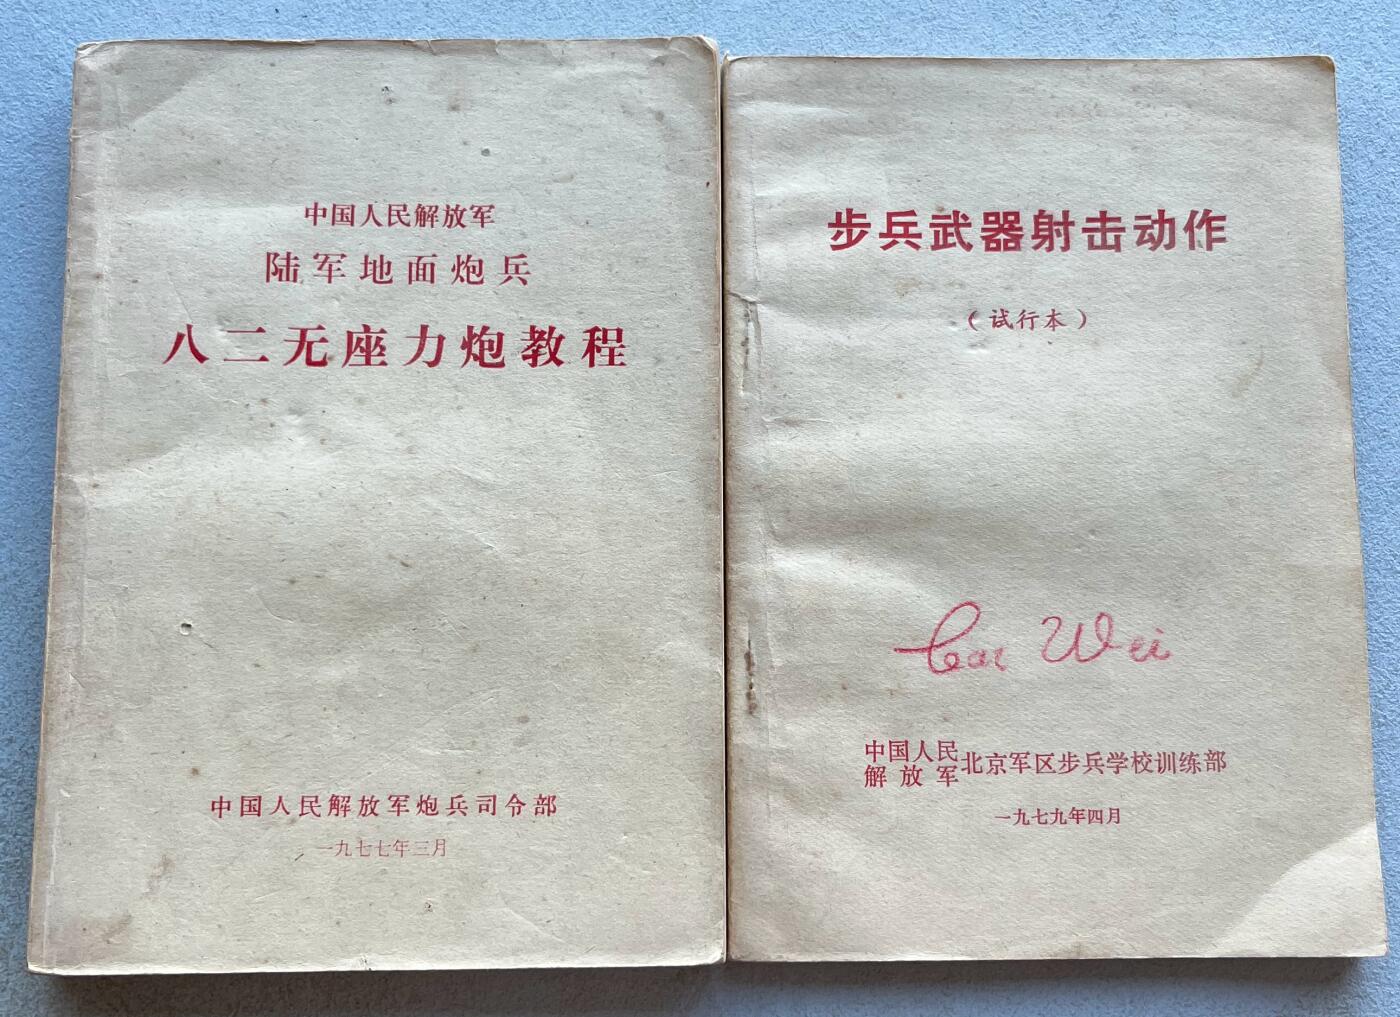 中国人民解放军
陆军地面炮兵
八二无座力炮教程
中国人民解放军炮兵司令部
一九七七年三月
步兵武器射击动作
（试行本）
Wei
中国人民
解放军北京军区步兵学校训练部
一九七九年四月